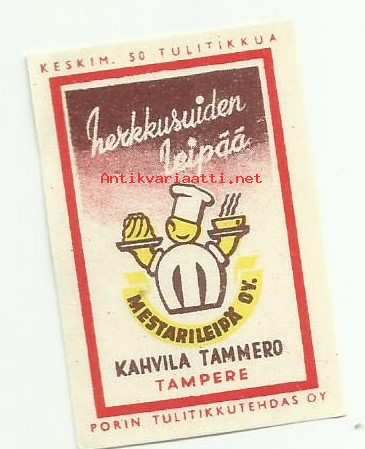 KESKIM. 50 TULITIKKUA
herkkusuiden
leipää
Antikvariaatti.net
MESTARILEIPÄ OY.
KAHVILA TAMMERO
TAMPERE
PORIN TULITIKKUTEHDAS OY